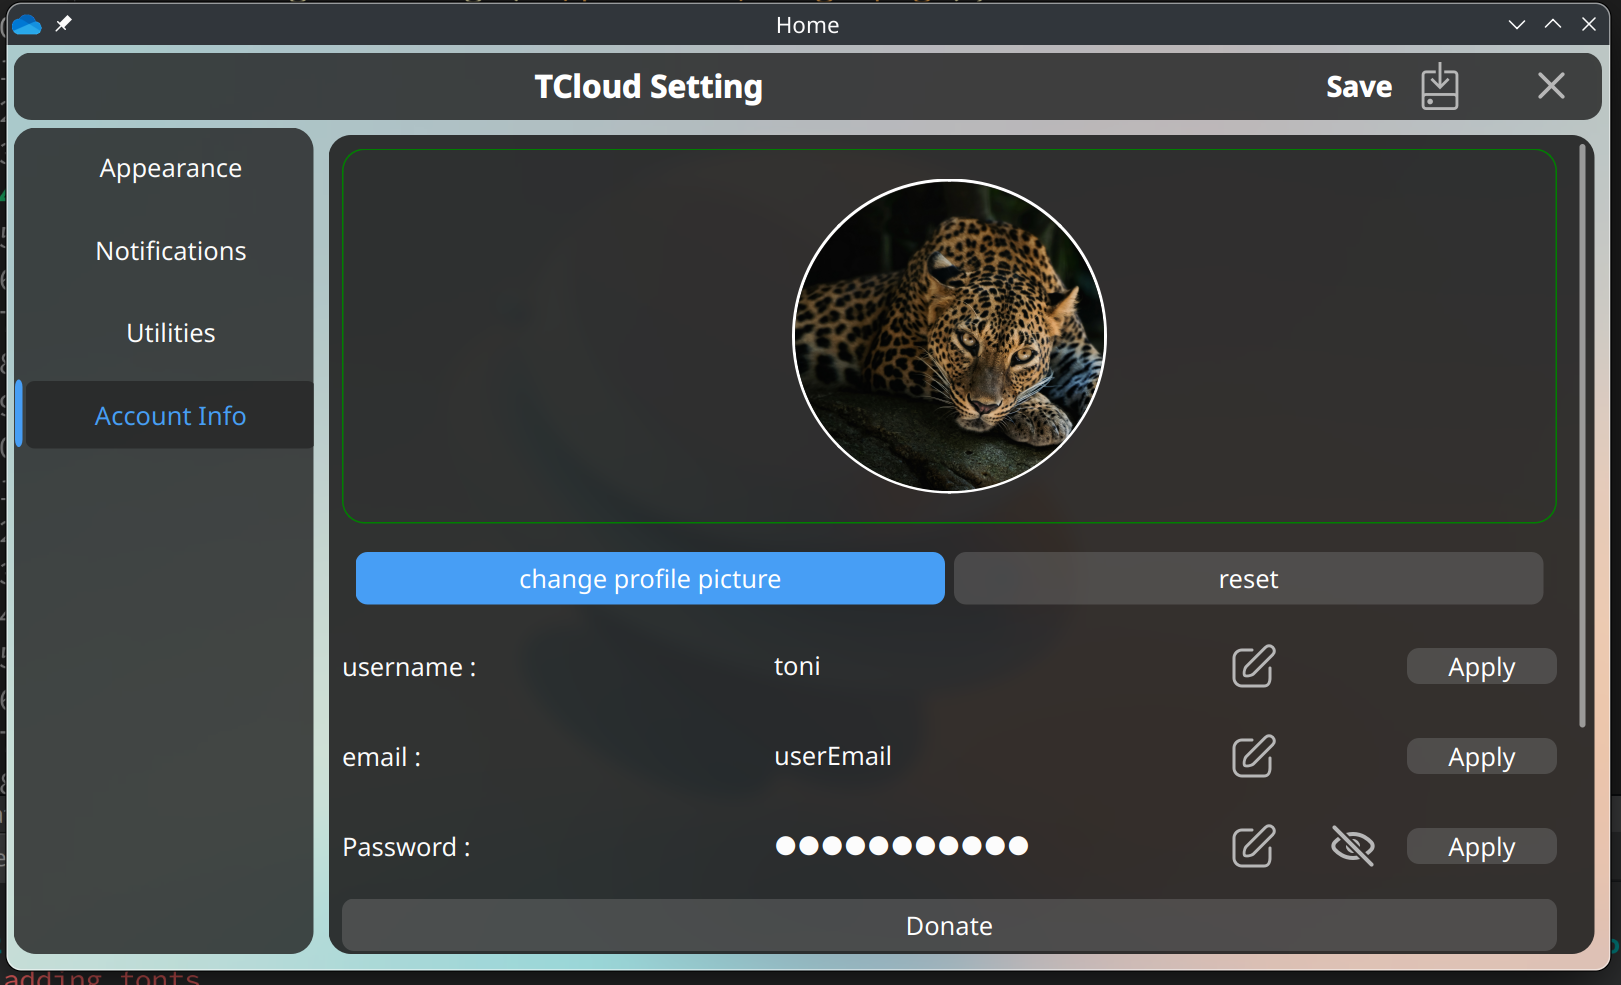 Home
TCloud Setting
Save
Appearance
Notifications
Utilities
Account Info
change profile picture
reset
username :
toni
Apply
email :
userEmail
Apply
Password :
●●●●●●●●●●●
Apply
Donate
adding fonts